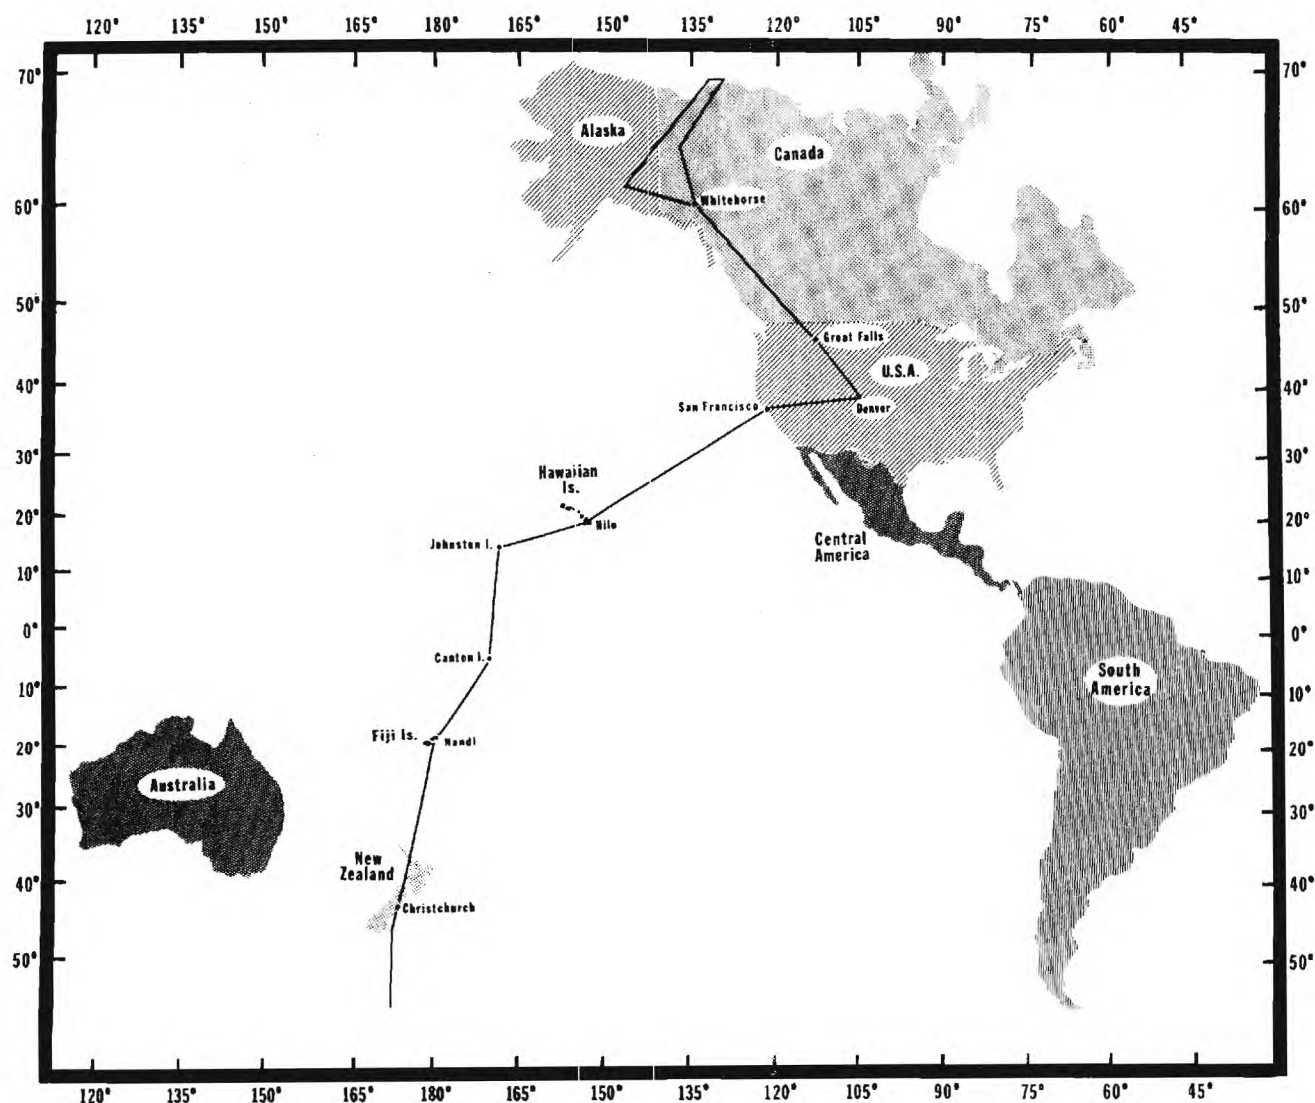 120° 135° 150° 165° 180° 165° 150° 135° 120° 105° 90° 75° 60° 45°
70° 70°
Alaska
Canada
Whitehorse
60° 60°
50° 50°
Great Falls
U.S.A.
40° 40°
San Francisco
Denver
30° 30°
Hawaiian
Is.
20° 20°
Hilo
Johnston I.
Central
America
10° 10°
0° 0°
Canton I.
South
America
10° 10°
Fiji Is.
Nandi
20° 20°
Australia
30° 30°
New
Zealand
40° 40°
Christchurch
50° 50°
120° 135° 150° 165° 180° 165° 150° 135° 120° 105° 90° 75° 60° 45°